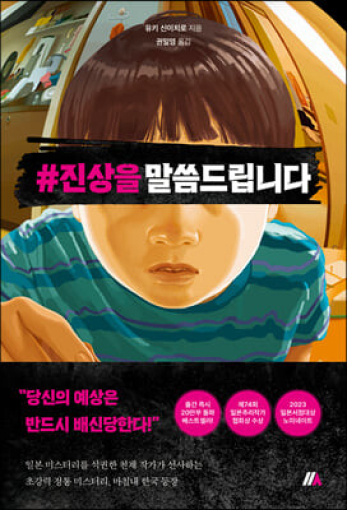 유키 신이치로 지음
권일영 옮김
#진상을 말씀드립니다
"당신의 예상은
반드시 배신당한다!"
출간 즉시
20만부 돌파
베스트셀러!
제74회
일본추리작가
협회상 수상
2023
일본서점대상
노미네이트
일본 미스터리를 석권한 천재 작가가 선사하는
초강력 정통 미스터리, 마침내 한국 등장